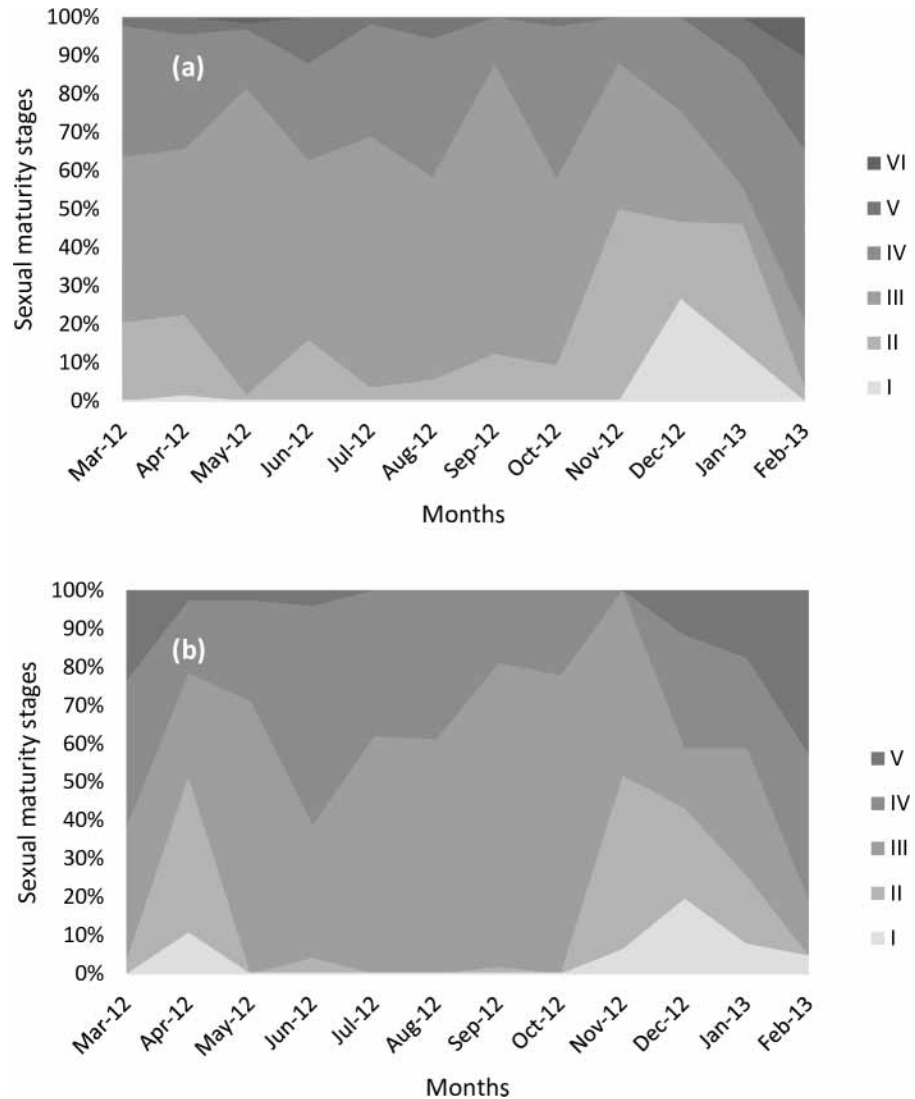 (a)
Sexual maturity stages
100%
90%
80%
70%
60%
50%
40%
30%
20%
10%
0%
Mar-12
Apr-12
May-12
Jun-12
Jul-12
Aug-12
Sep-12
Oct-12
Nov-12
Dec-12
Jan-13
Feb-13
Months
VI
V
IV
III
II
I
(b)
Sexual maturity stages
100%
90%
80%
70%
60%
50%
40%
30%
20%
10%
0%
Mar-12
Apr-12
May-12
Jun-12
Jul-12
Aug-12
Sep-12
Oct-12
Nov-12
Dec-12
Jan-13
Feb-13
Months
V
IV
III
II
I